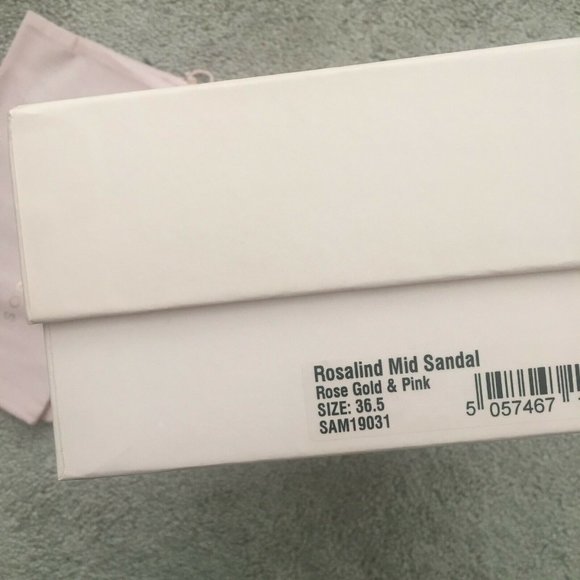 Rosalind Mid Sandal
Rose Gold & Pink
SIZE: 36.5
SAM19031
5 057467